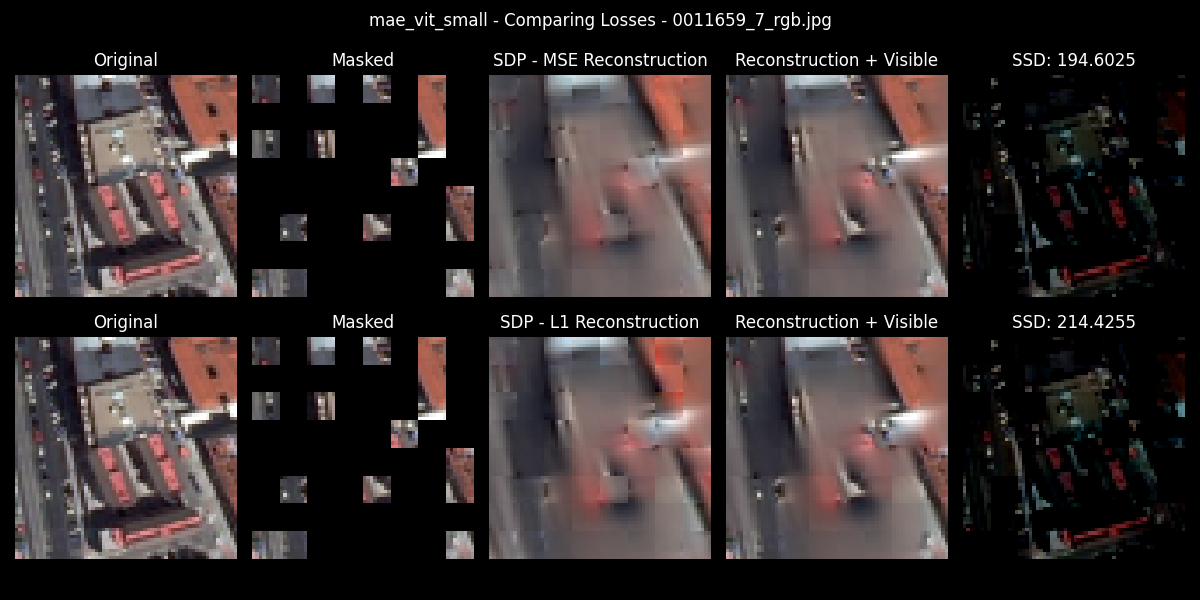 mae_vit_small - Comparing Losses - 0011659_7_rgb.jpg
Original
Masked
SDP - MSE Reconstruction
Reconstruction + Visible
SSD: 194.6025
Original
Masked
SDP - L1 Reconstruction
Reconstruction + Visible
SSD: 214.4255